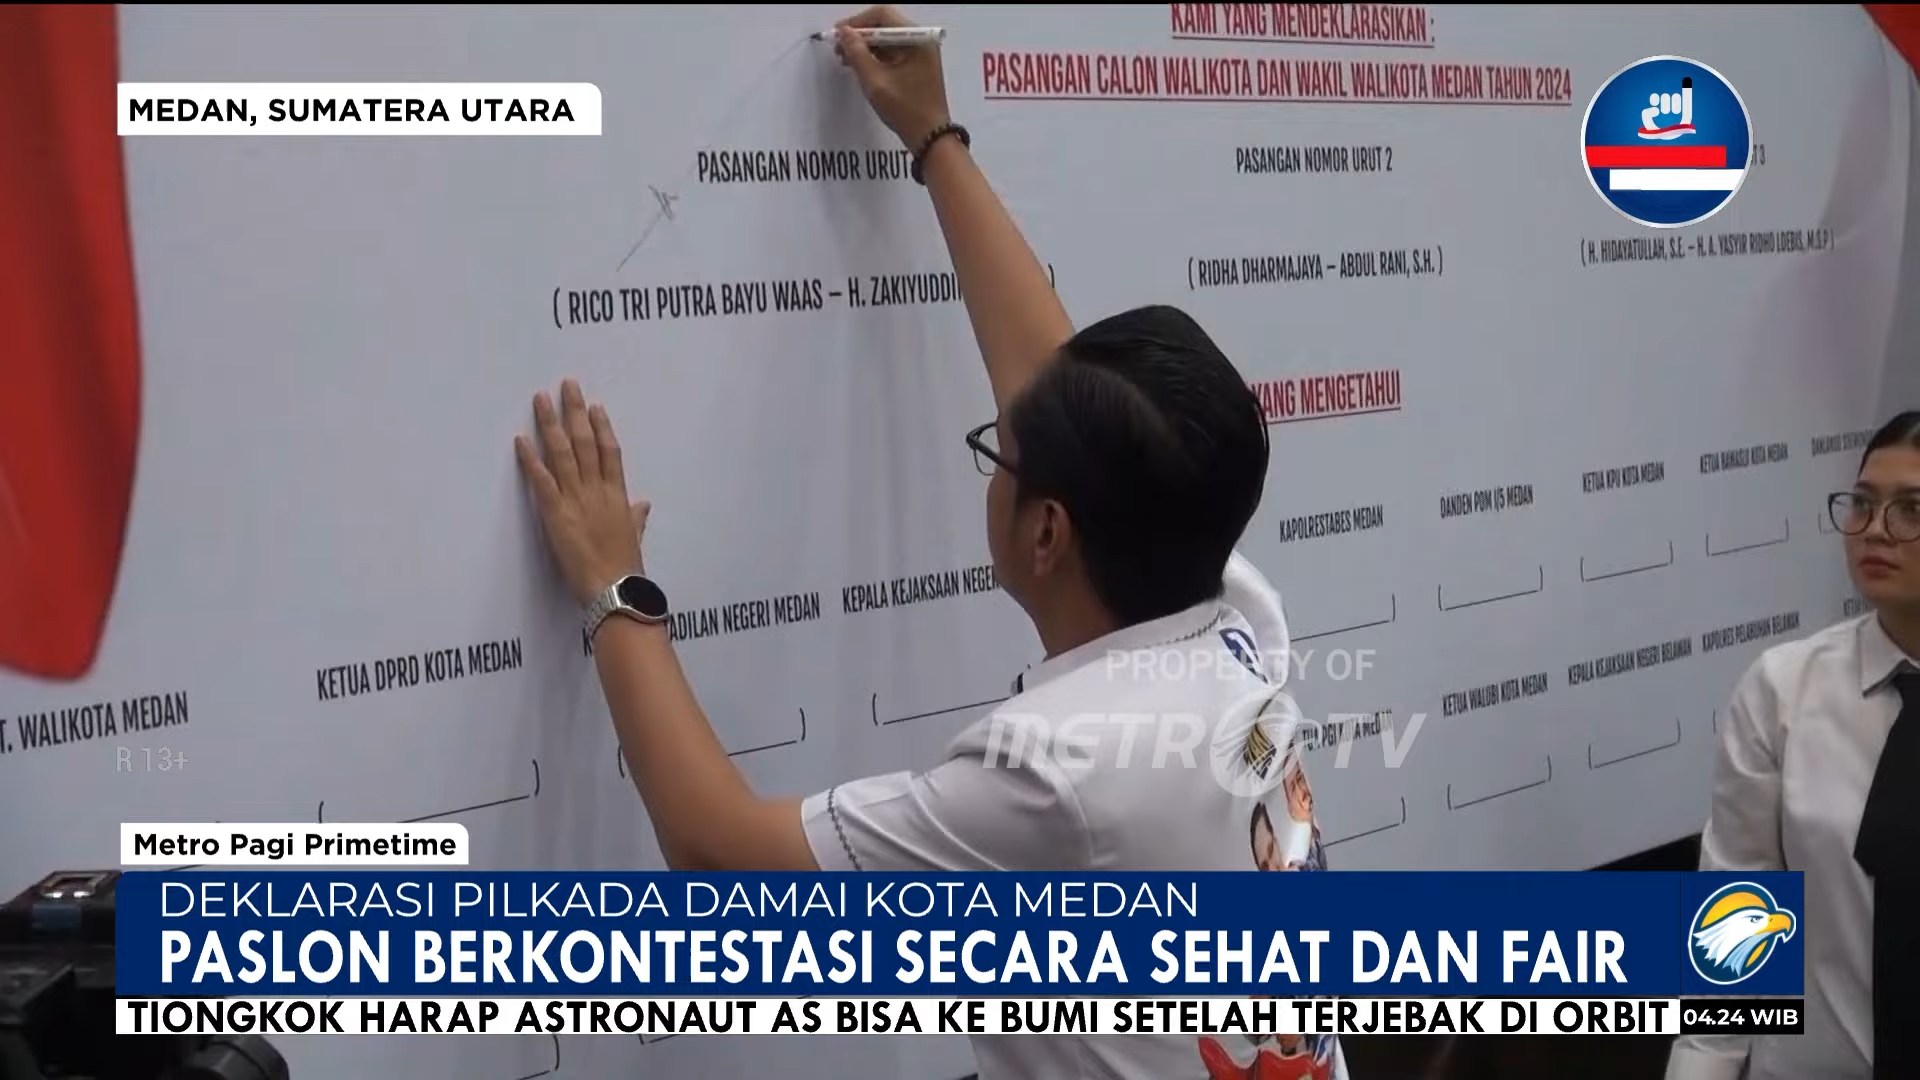 KAMI YANG MENDEKLARASIKAN :
PASANGAN CALON WALIKOTA DAN WAKIL WALIKOTA MEDAN TAHUN 2024
MEDAN, SUMATERA UTARA
PASANGAN NOMOR URUT
PASANGAN NOMOR URUT 2
3
( RICO TRI PUTRA BAYU WAAS – H. ZAKIYUDDI )
( RIDHA DHARMAJAYA – ABDUL RANI, S.H. )
( H. HIDAYATULLAH, S.E. – H. A. YASYIR RIDHO LOEBIS, M.S.P )
YANG MENGETAHUI
T. WALIKOTA MEDAN
KETUA DPRD KOTA MEDAN
ADILAN NEGERI MEDAN
KEPALA KEJAKSAAN NEGER
KAPOLRESTABES MEDAN
DANDEN POM I/5 MEDAN
KETUA KPU KOTA MEDAN
KETUA BAWASLU KOTA MEDAN
PGI KOTA MEDAN
KETUA WALUBI KOTA MEDAN
KEPALA KEJAKSAAN NEGERI BELAWAN
KAPOLRES PELABUHAN BELAWAN
PROPERTY OF
METRO TV
R 13+
Metro Pagi Primetime
DEKLARASI PILKADA DAMAI KOTA MEDAN
PASLON BERKONTESTASI SECARA SEHAT DAN FAIR
TIONGKOK HARAP ASTRONAUT AS BISA KE BUMI SETELAH TERJEBAK DI ORBIT
04.24 WIB